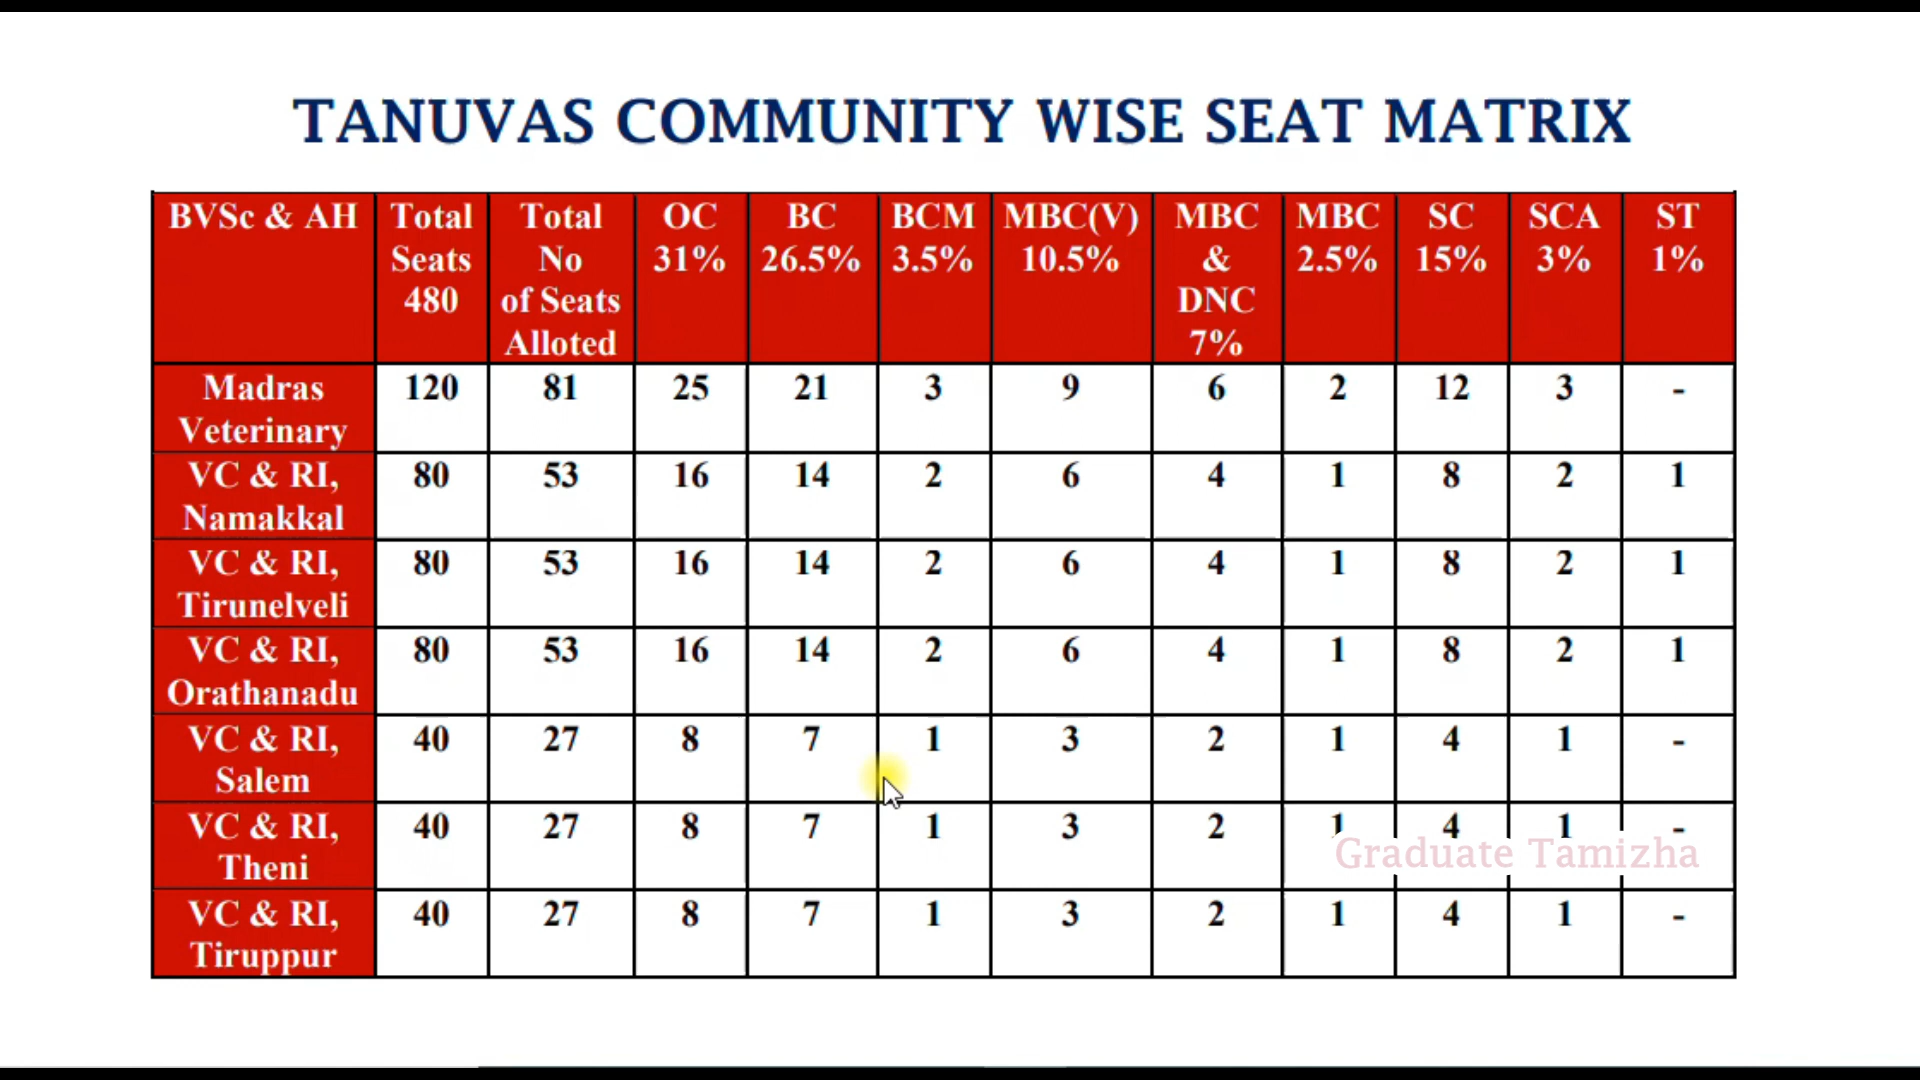 TANUVAS COMMUNITY WISE SEAT MATRIX
BVSc & AH Total Total OC BC BCM MBC(V) MBC MBC SC SCA ST
Seats No 31% 26.5% 3.5% 10.5% & 2.5% 15% 3% 1%
480 of Seats DNC
Alloted 7%
Madras 120 81 25 21 3 9 6 2 12 3 -
Veterinary
VC & RI, 80 53 16 14 2 6 4 1 8 2 1
Namakkal
VC & RI, 80 53 16 14 2 6 4 1 8 2 1
Tirunelveli
VC & RI, 80 53 16 14 2 6 4 1 8 2 1
Orathanadu
VC & RI, 40 27 8 7 1 3 2 1 4 1 -
Salem
VC & RI, 40 27 8 7 1 3 2 1 4 1 -
Graduate Tamizha
Theni
VC & RI, 40 27 8 7 1 3 2 1 4 1 -
Tiruppur